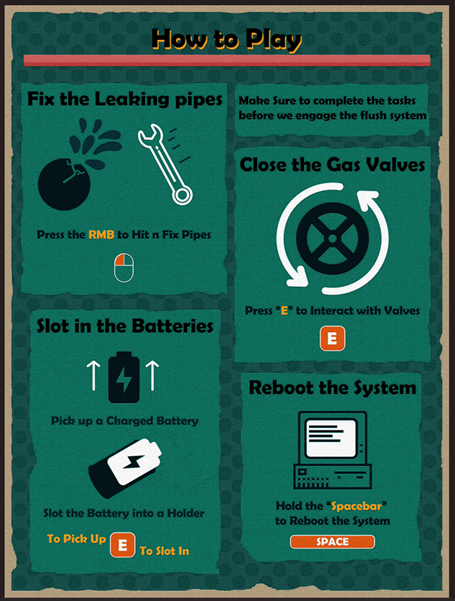 How to Play
Fix the Leaking pipes
Press the RMB to Hit n Fix Pipes
Make Sure to complete the tasks
before we engage the flush system
Close the Gas Valves
Press "E" to Interact with Valves
E
Slot in the Batteries
Pick up a Charged Battery
Slot the Battery into a Holder
To Pick Up E To Slot In
Reboot the System
Hold the "Spacebar"
to Reboot the System
SPACE